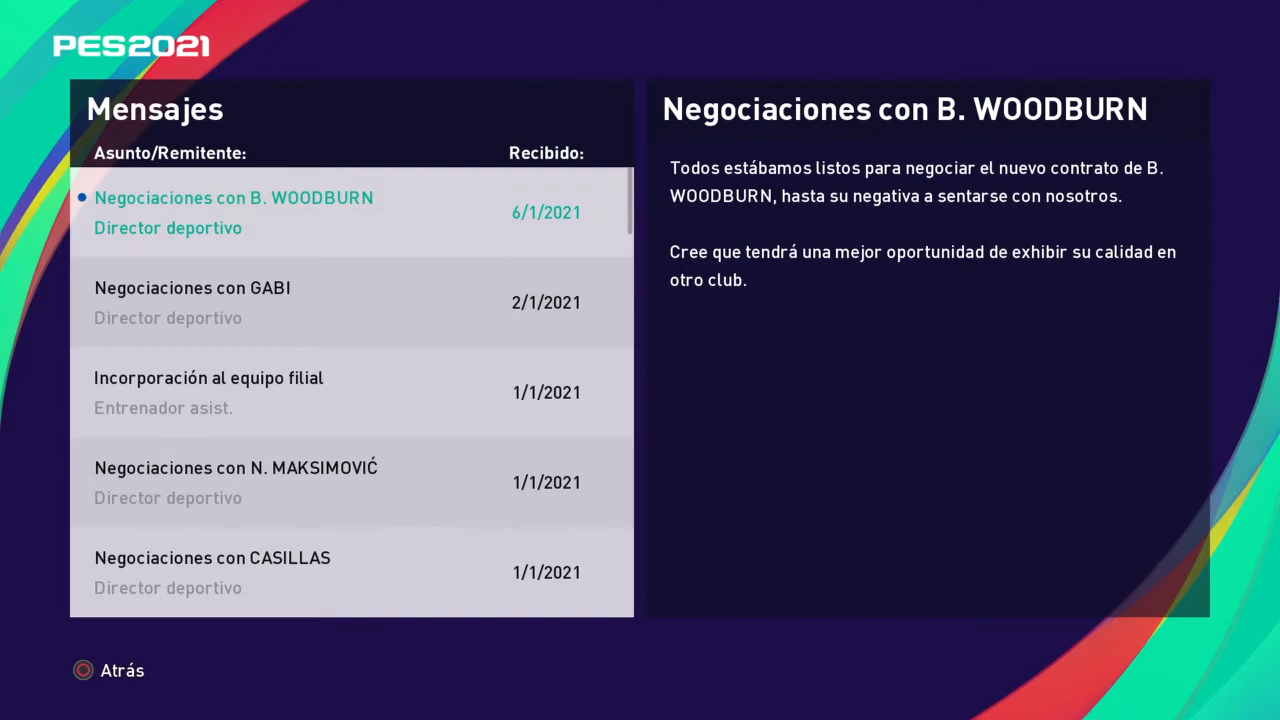 PES2021
Mensajes
Asunto/Remitente: Recibido:
Negociaciones con B. WOODBURN
Director deportivo
6/1/2021
Negociaciones con GABI
Director deportivo
2/1/2021
Incorporación al equipo filial
Entrenador asist.
1/1/2021
Negociaciones con N. MAKSIMOVIĆ
Director deportivo
1/1/2021
Negociaciones con CASILLAS
Director deportivo
1/1/2021
Negociaciones con B. WOODBURN
Todos estábamos listos para negociar el nuevo contrato de B.
WOODBURN, hasta su negativa a sentarse con nosotros.
Cree que tendrá una mejor oportunidad de exhibir su calidad en
otro club.
Atrás